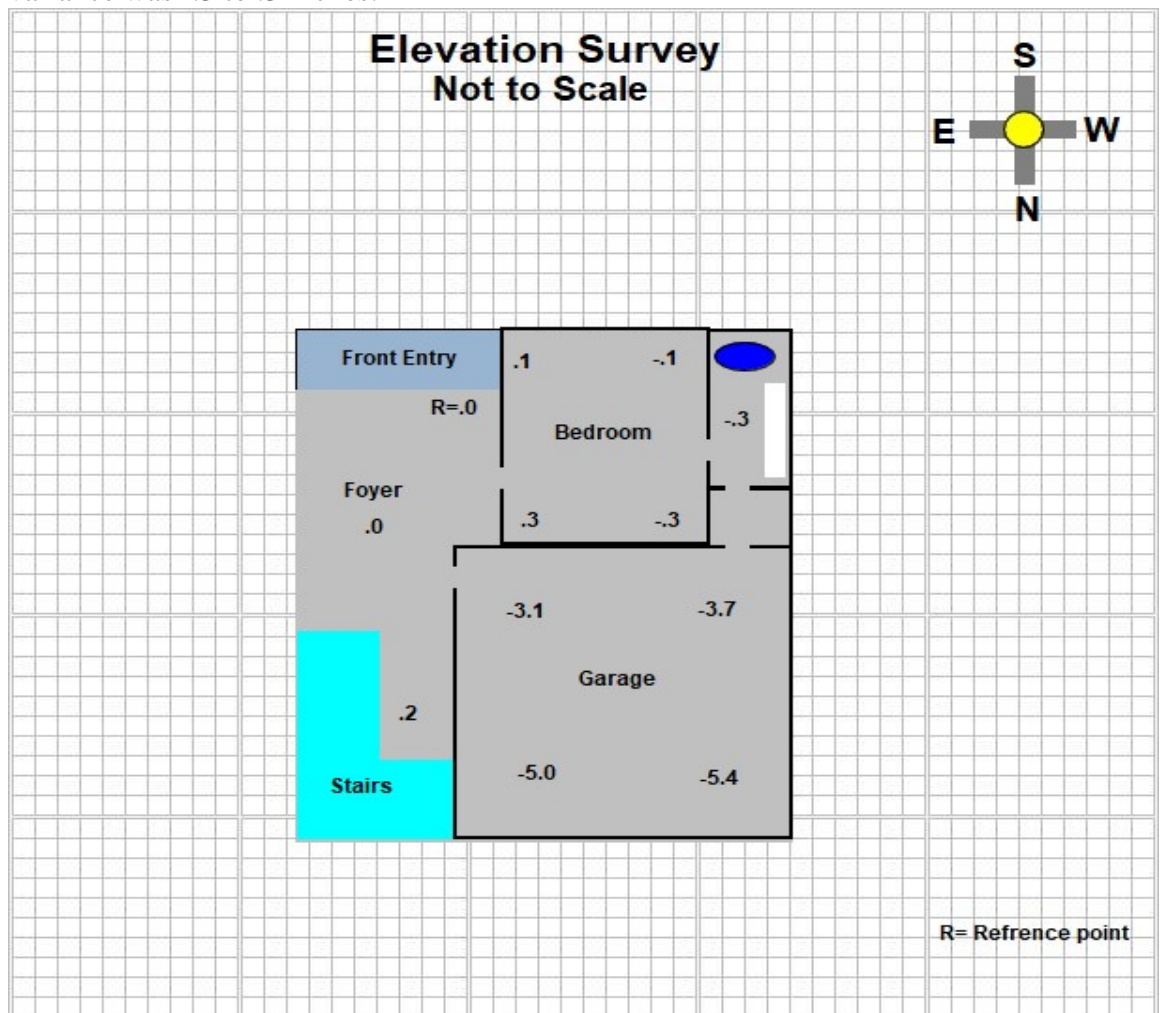 Elevation Survey
Not to Scale
S
E W
N
Front Entry
.1 -.1
R=.0
-.3
Bedroom
Foyer
.0
.3 -.3
-3.1 -3.7
Garage
.2
-5.0 -5.4
Stairs
R= Refrence point